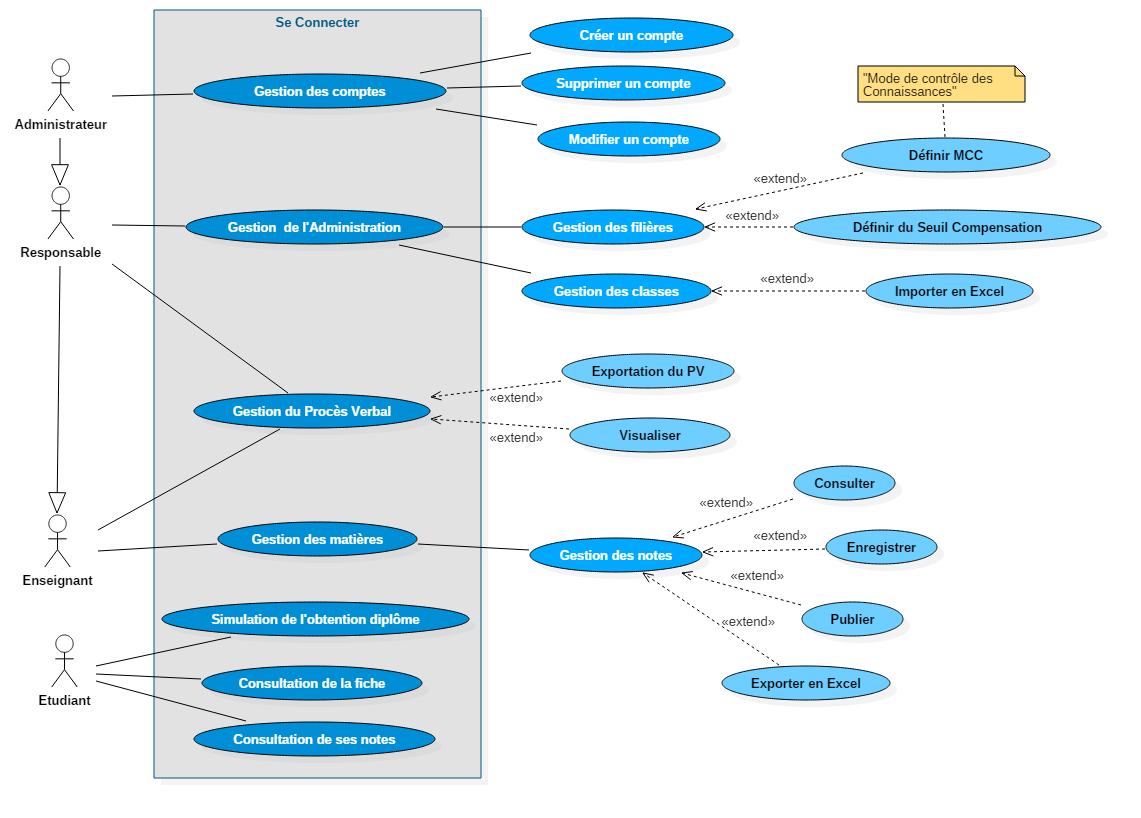 Se Connecter
Créer un compte
Supprimer un compte
Gestion des comptes
Modifier un compte
Administrateur
"Mode de contrôle des
Connaissances"
Définir MCC
«extend»
«extend»
Gestion  de l'Administration
Gestion des filières
Définir du Seuil Compensation
Responsable
«extend»
Gestion des classes
Importer en Excel
Exportation du PV
«extend»
Gestion du Procès Verbal
Visualiser
«extend»
Consulter
«extend»
Gestion des matières
Gestion des notes
«extend»
Enregistrer
Enseignant
«extend»
Simulation de l'obtention diplôme
Publier
«extend»
Consultation de la fiche
Exporter en Excel
Etudiant
Consultation de ses notes